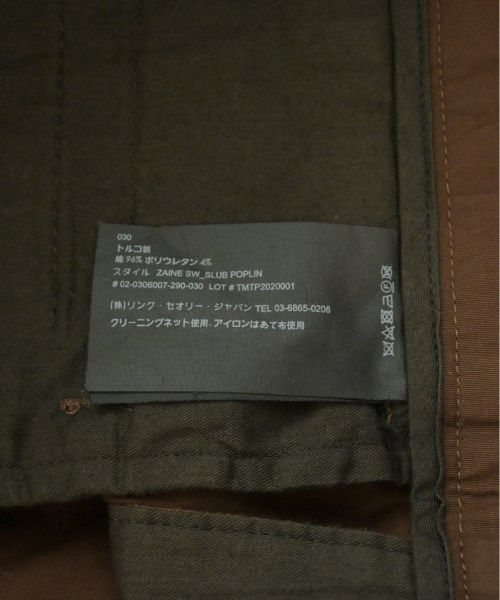 030
トルコ製
綿 96% ポリウレタン 4%
スタイル ZAINE SW_SLUB POPLIN
# 02-0306007-290-030 LOT # TMTP2020001
(株)リンク・セオリー・ジャパン TEL 03-6865-0206
クリーニングネット使用、アイロンはあて布使用